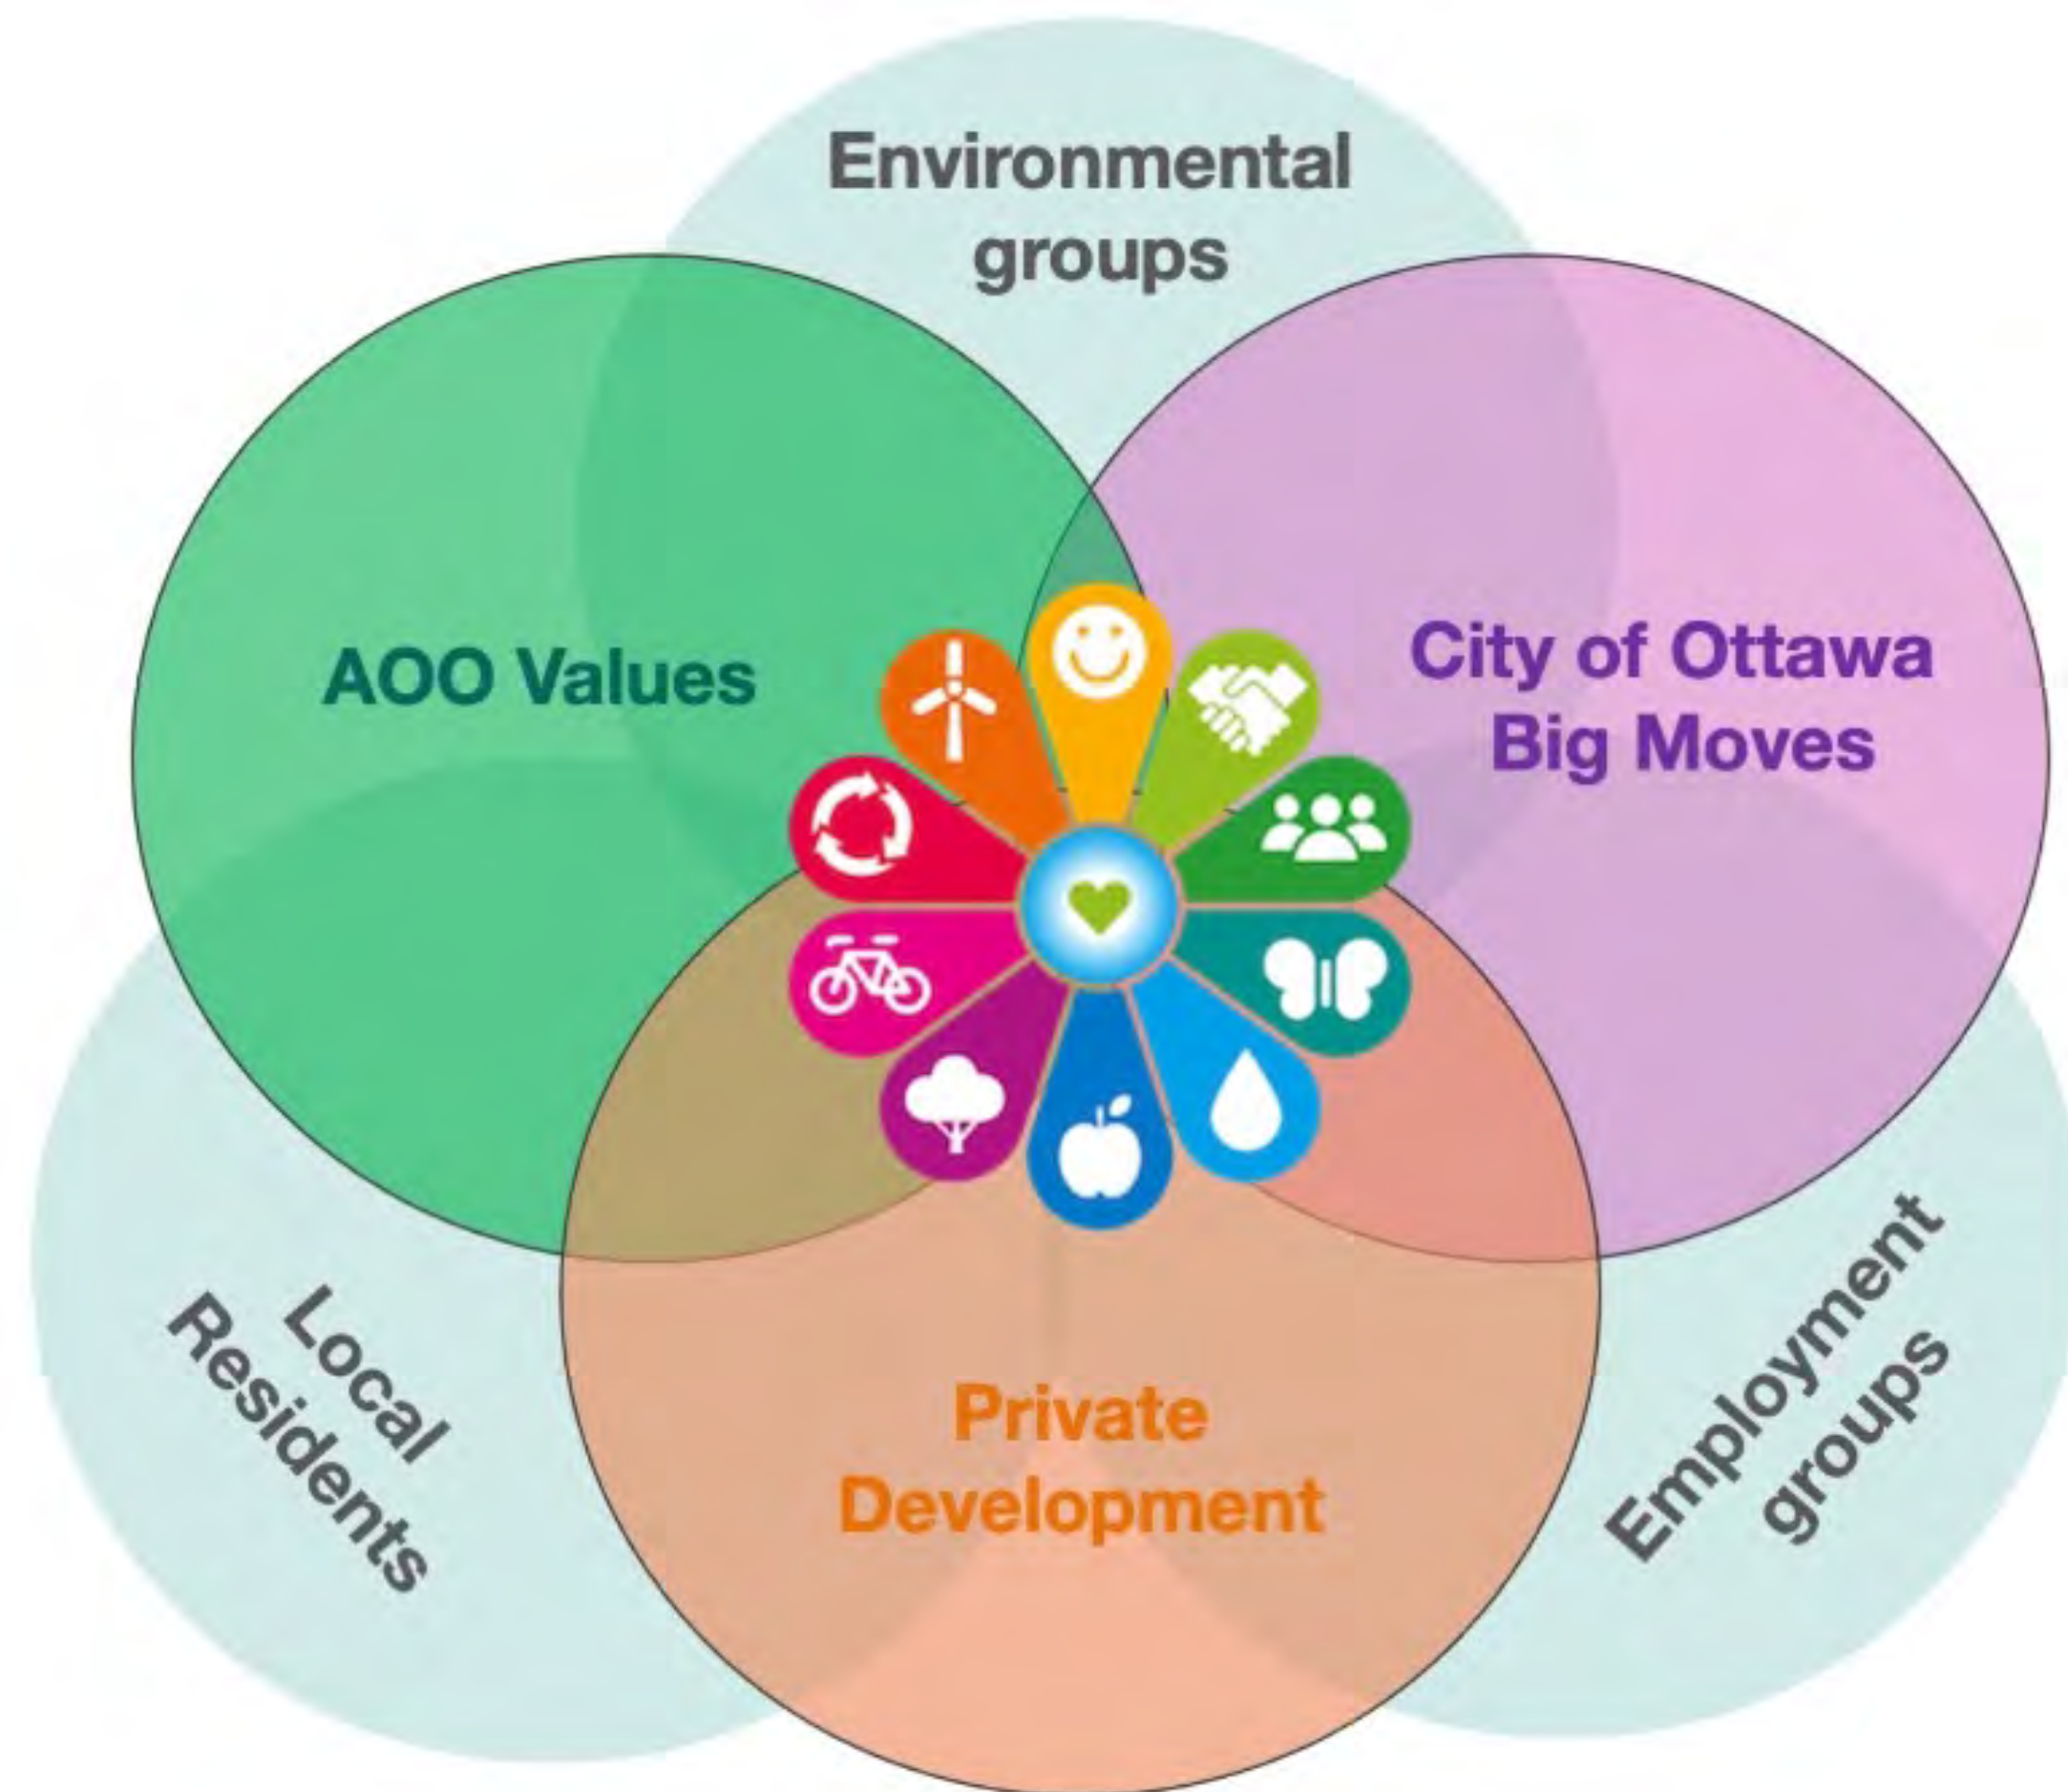 Environmental
groups
AOO Values
City of Ottawa
Big Moves
Local
Residents
Private
Development
Employment
groups